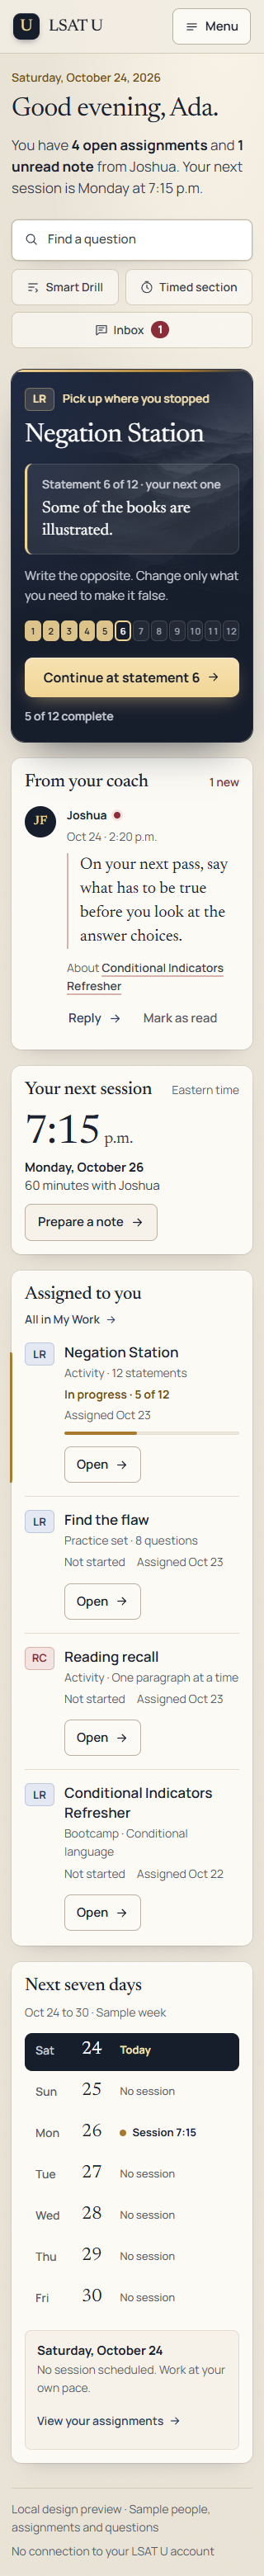 U LSAT U Menu
Saturday, October 24, 2026
Good evening, Ada.
You have 4 open assignments and 1
unread note from Joshua. Your next
session is Monday at 7:15 p.m.
Find a question
Smart Drill Timed section
Inbox 1
LR Pick up where you stopped
Negation Station
Statement 6 of 12 · your next one
Some of the books are
illustrated.
Write the opposite. Change only what
you need to make it false.
1 2 3 4 5 6 7 8 9 10 11 12
Continue at statement 6 →
5 of 12 complete
From your coach 1 new
JF Joshua
Oct 24 · 2:20 p.m.
On your next pass, say
what has to be true
before you look at the
answer choices.
About Conditional Indicators
Refresher
Reply → Mark as read
Your next session Eastern time
7:15 p.m.
Monday, October 26
60 minutes with Joshua
Prepare a note →
Assigned to you
All in My Work →
LR Negation Station
Activity · 12 statements
In progress · 5 of 12
Assigned Oct 23
Open →
LR Find the flaw
Practice set · 8 questions
Not started Assigned Oct 23
Open →
RC Reading recall
Activity · One paragraph at a time
Not started Assigned Oct 23
Open →
LR Conditional Indicators
Refresher
Bootcamp · Conditional
language
Not started Assigned Oct 22
Open →
Next seven days
Oct 24 to 30 · Sample week
Sat 24 Today
Sun 25 No session
Mon 26 Session 7:15
Tue 27 No session
Wed 28 No session
Thu 29 No session
Fri 30 No session
Saturday, October 24
No session scheduled. Work at your
own pace.
View your assignments →
Local design preview · Sample people,
assignments and questions
No connection to your LSAT U account